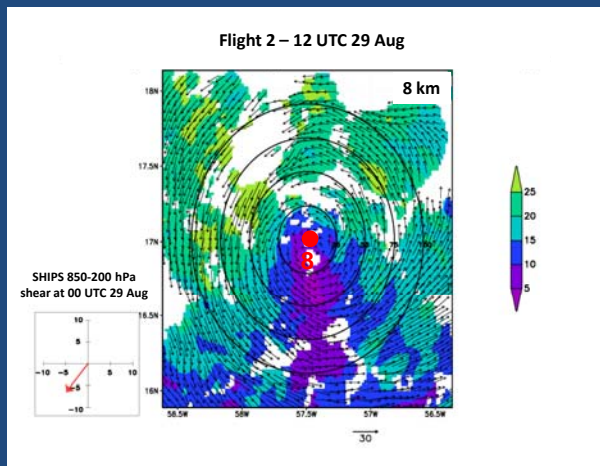 Flight 2 – 12 UTC 29 Aug
8 km
18N
17.5N
17N
16.5N
16N
58.5W
58W
57.5W
57W
56.5W
8
75
30
25
20
15
10
5
SHIPS 850-200 hPa
shear at 00 UTC 29 Aug
10
5
−10 −5 5 10
−5
−10